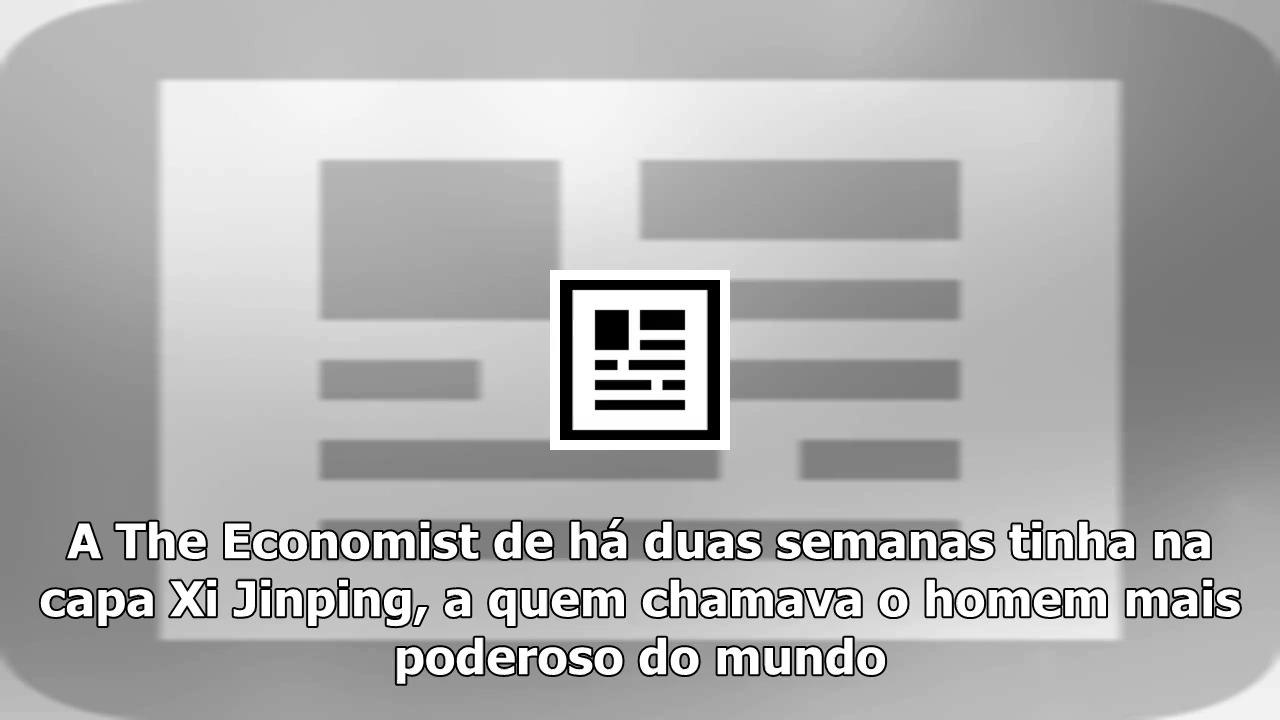 A The Economist de há duas semanas tinha na
capa Xi Jinping, a quem chamava o homem mais
poderoso do mundo